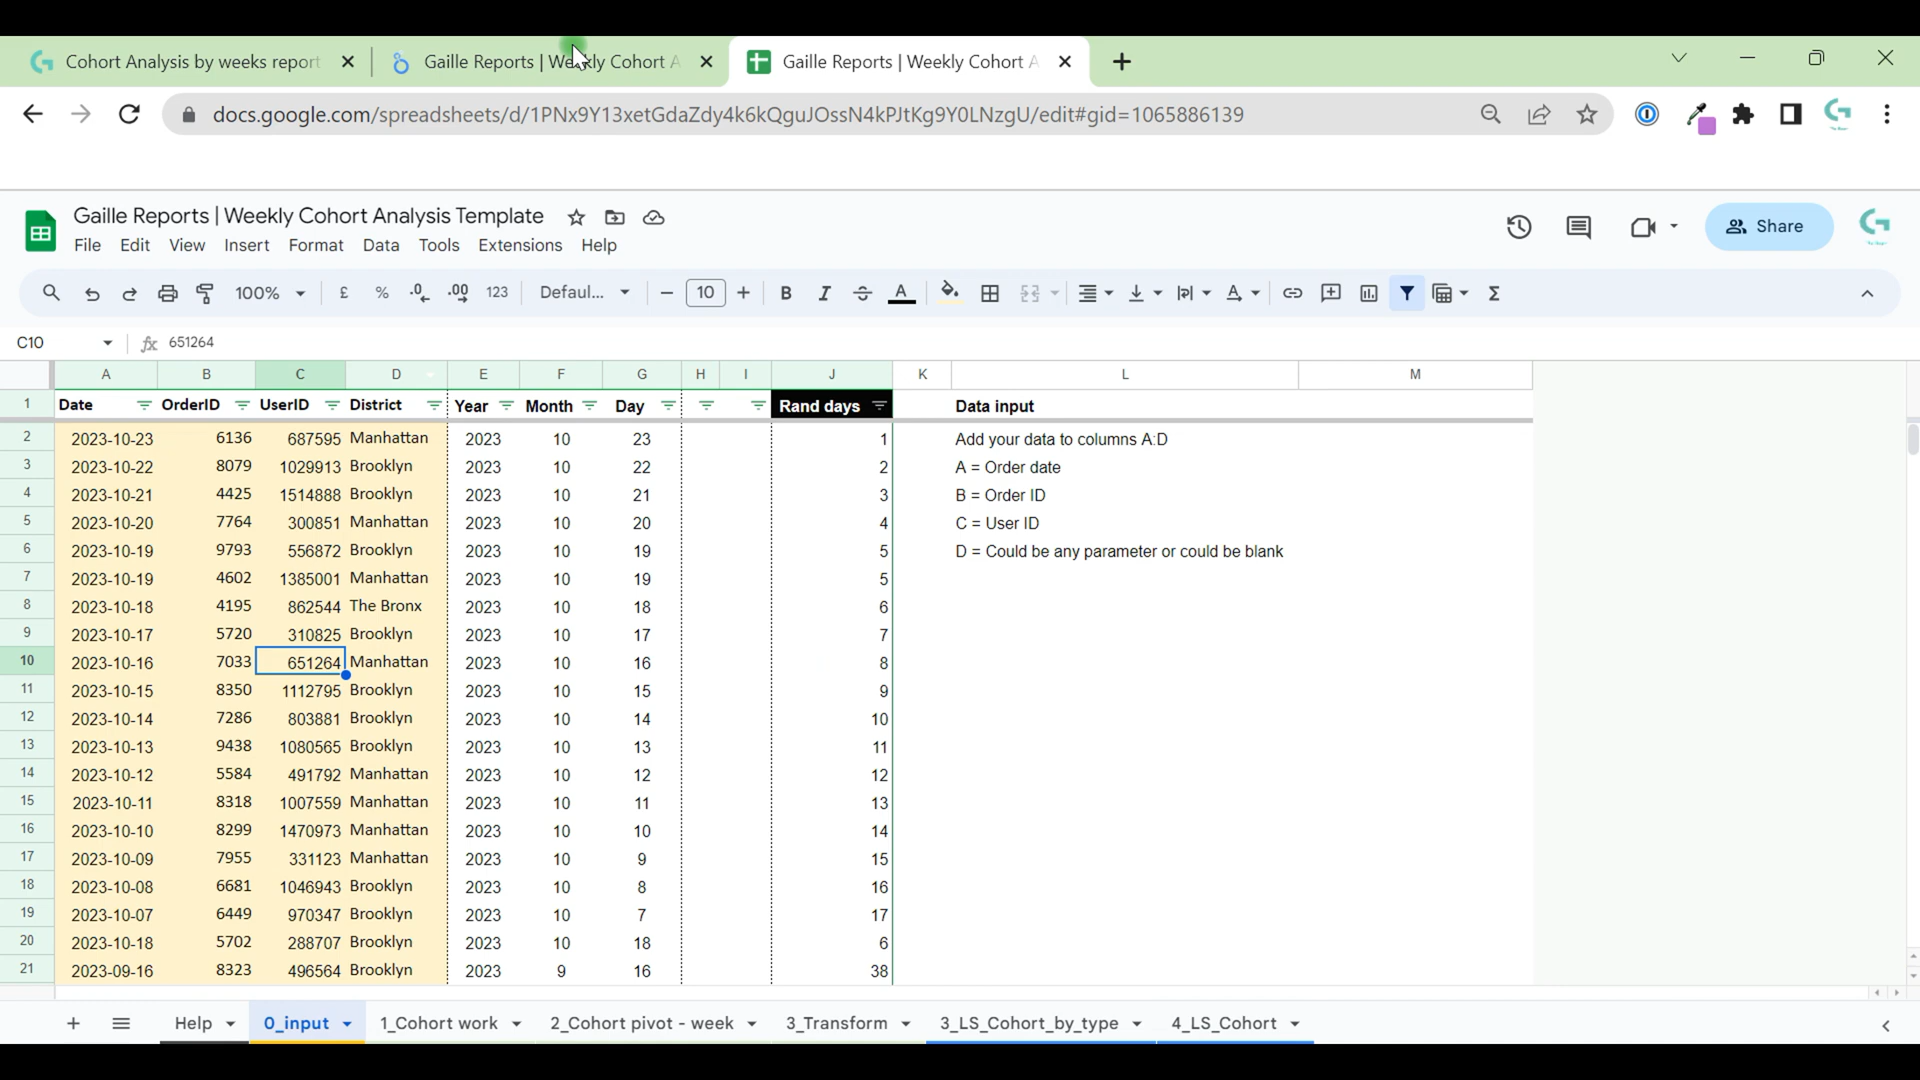 Cohort Analysis by weeks report
Gaille Reports | Weekly Cohort A
Gaille Reports | Weekly Cohort A
docs.google.com/spreadsheets/d/1PNx9Y13xetGdaZdy4k6kQguJOssN4kPJtKg9Y0LNzgU/edit#gid=1065886139
Gaille Reports | Weekly Cohort Analysis Template
File Edit View Insert Format Data Tools Extensions Help
Share
100% £ % .0 .00 123 Defaul... 10 B I A Σ
C10 fx 651264
A B C D E F G H I J K L M
1 Date OrderID UserID District Year Month Day Rand days Data input
2 2023-10-23 6136 687595 Manhattan 2023 10 23 1 Add your data to columns A:D
3 2023-10-22 8079 1029913 Brooklyn 2023 10 22 2 A = Order date
4 2023-10-21 4425 1514888 Brooklyn 2023 10 21 3 B = Order ID
5 2023-10-20 7764 300851 Manhattan 2023 10 20 4 C = User ID
6 2023-10-19 9793 556872 Brooklyn 2023 10 19 5 D = Could be any parameter or could be blank
7 2023-10-19 4602 1385001 Manhattan 2023 10 19 5
8 2023-10-18 4195 862544 The Bronx 2023 10 18 6
9 2023-10-17 5720 310825 Brooklyn 2023 10 17 7
10 2023-10-16 7033 651264 Manhattan 2023 10 16 8
11 2023-10-15 8350 1112795 Brooklyn 2023 10 15 9
12 2023-10-14 7286 803881 Brooklyn 2023 10 14 10
13 2023-10-13 9438 1080565 Brooklyn 2023 10 13 11
14 2023-10-12 5584 491792 Manhattan 2023 10 12 12
15 2023-10-11 8318 1007559 Manhattan 2023 10 11 13
16 2023-10-10 8299 1470973 Manhattan 2023 10 10 14
17 2023-10-09 7955 331123 Manhattan 2023 10 9 15
18 2023-10-08 6681 1046943 Brooklyn 2023 10 8 16
19 2023-10-07 6449 970347 Brooklyn 2023 10 7 17
20 2023-10-18 5702 288707 Brooklyn 2023 10 18 6
21 2023-09-16 8323 496564 Brooklyn 2023 9 16 38
Help 0_input 1_Cohort work 2_Cohort pivot - week 3_Transform 3_LS_Cohort_by_type 4_LS_Cohort